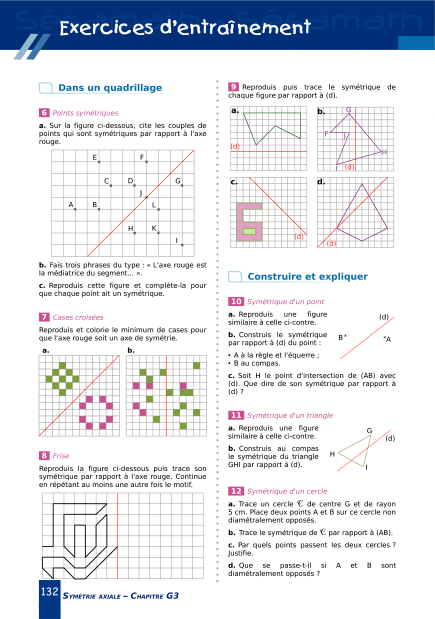 Exercices d'entraînement
Dans un quadrillage
6 Points symétriques
a. Sur la figure ci-dessous, cite les couples de
points qui sont symétriques par rapport à l'axe
rouge.
E F
C D G
J
A B L
H K
I
b. Fais trois phrases du type : « L'axe rouge est
la médiatrice du segment... ».
c. Reproduis cette figure et complète-la pour
que chaque point ait un symétrique.
7 Cases croisées
Reproduis et colorie le minimum de cases pour
que l'axe rouge soit un axe de symétrie.
a. b.
8 Frise
Reproduis la figure ci-dessous puis trace son
symétrique par rapport à l'axe rouge. Continue
en répétant au moins une autre fois le motif.
9 Reproduis puis trace le symétrique de
chaque figure par rapport à (d).
a. b.
G
F
(d) H
(d)
c. d.
(d)
(d)
Construire et expliquer
10 Symétrique d'un point
a. Reproduis une figure
similaire à celle ci-contre.
b. Construis le symétrique
par rapport à (d) du point :
• A à la règle et l'équerre ;
• B au compas.
(d)
B A
c. Soit H le point d'intersection de (AB) avec
(d). Que dire de son symétrique par rapport à
(d) ?
11 Symétrique d'un triangle
a. Reproduis une figure
similaire à celle ci-contre.
b. Construis au compas
le symétrique du triangle
GHI par rapport à (d).
G
(d)
H
I
12 Symétrique d'un cercle
a. Trace un cercle 𝒞 de centre G et de rayon
5 cm. Place deux points A et B sur ce cercle non
diamétralement opposés.
b. Trace le symétrique de 𝒞 par rapport à (AB).
c. Par quels points passent les deux cercles ?
Justifie.
d. Que se passe-t-il si A et B sont
diamétralement opposés ?
132 SYMÉTRIE AXIALE – CHAPITRE G3